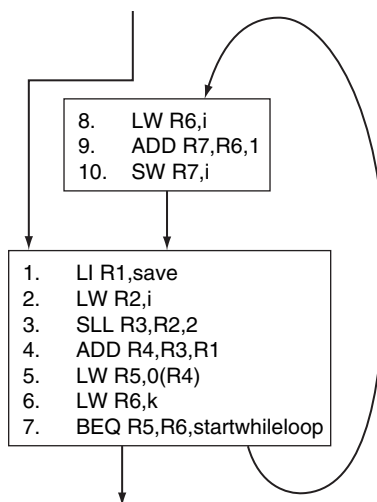 8. LW R6,i
9. ADD R7,R6,1
10. SW R7,i
1. LI R1,save
2. LW R2,i
3. SLL R3,R2,2
4. ADD R4,R3,R1
5. LW R5,0(R4)
6. LW R6,k
7. BEQ R5,R6,startwhileloop